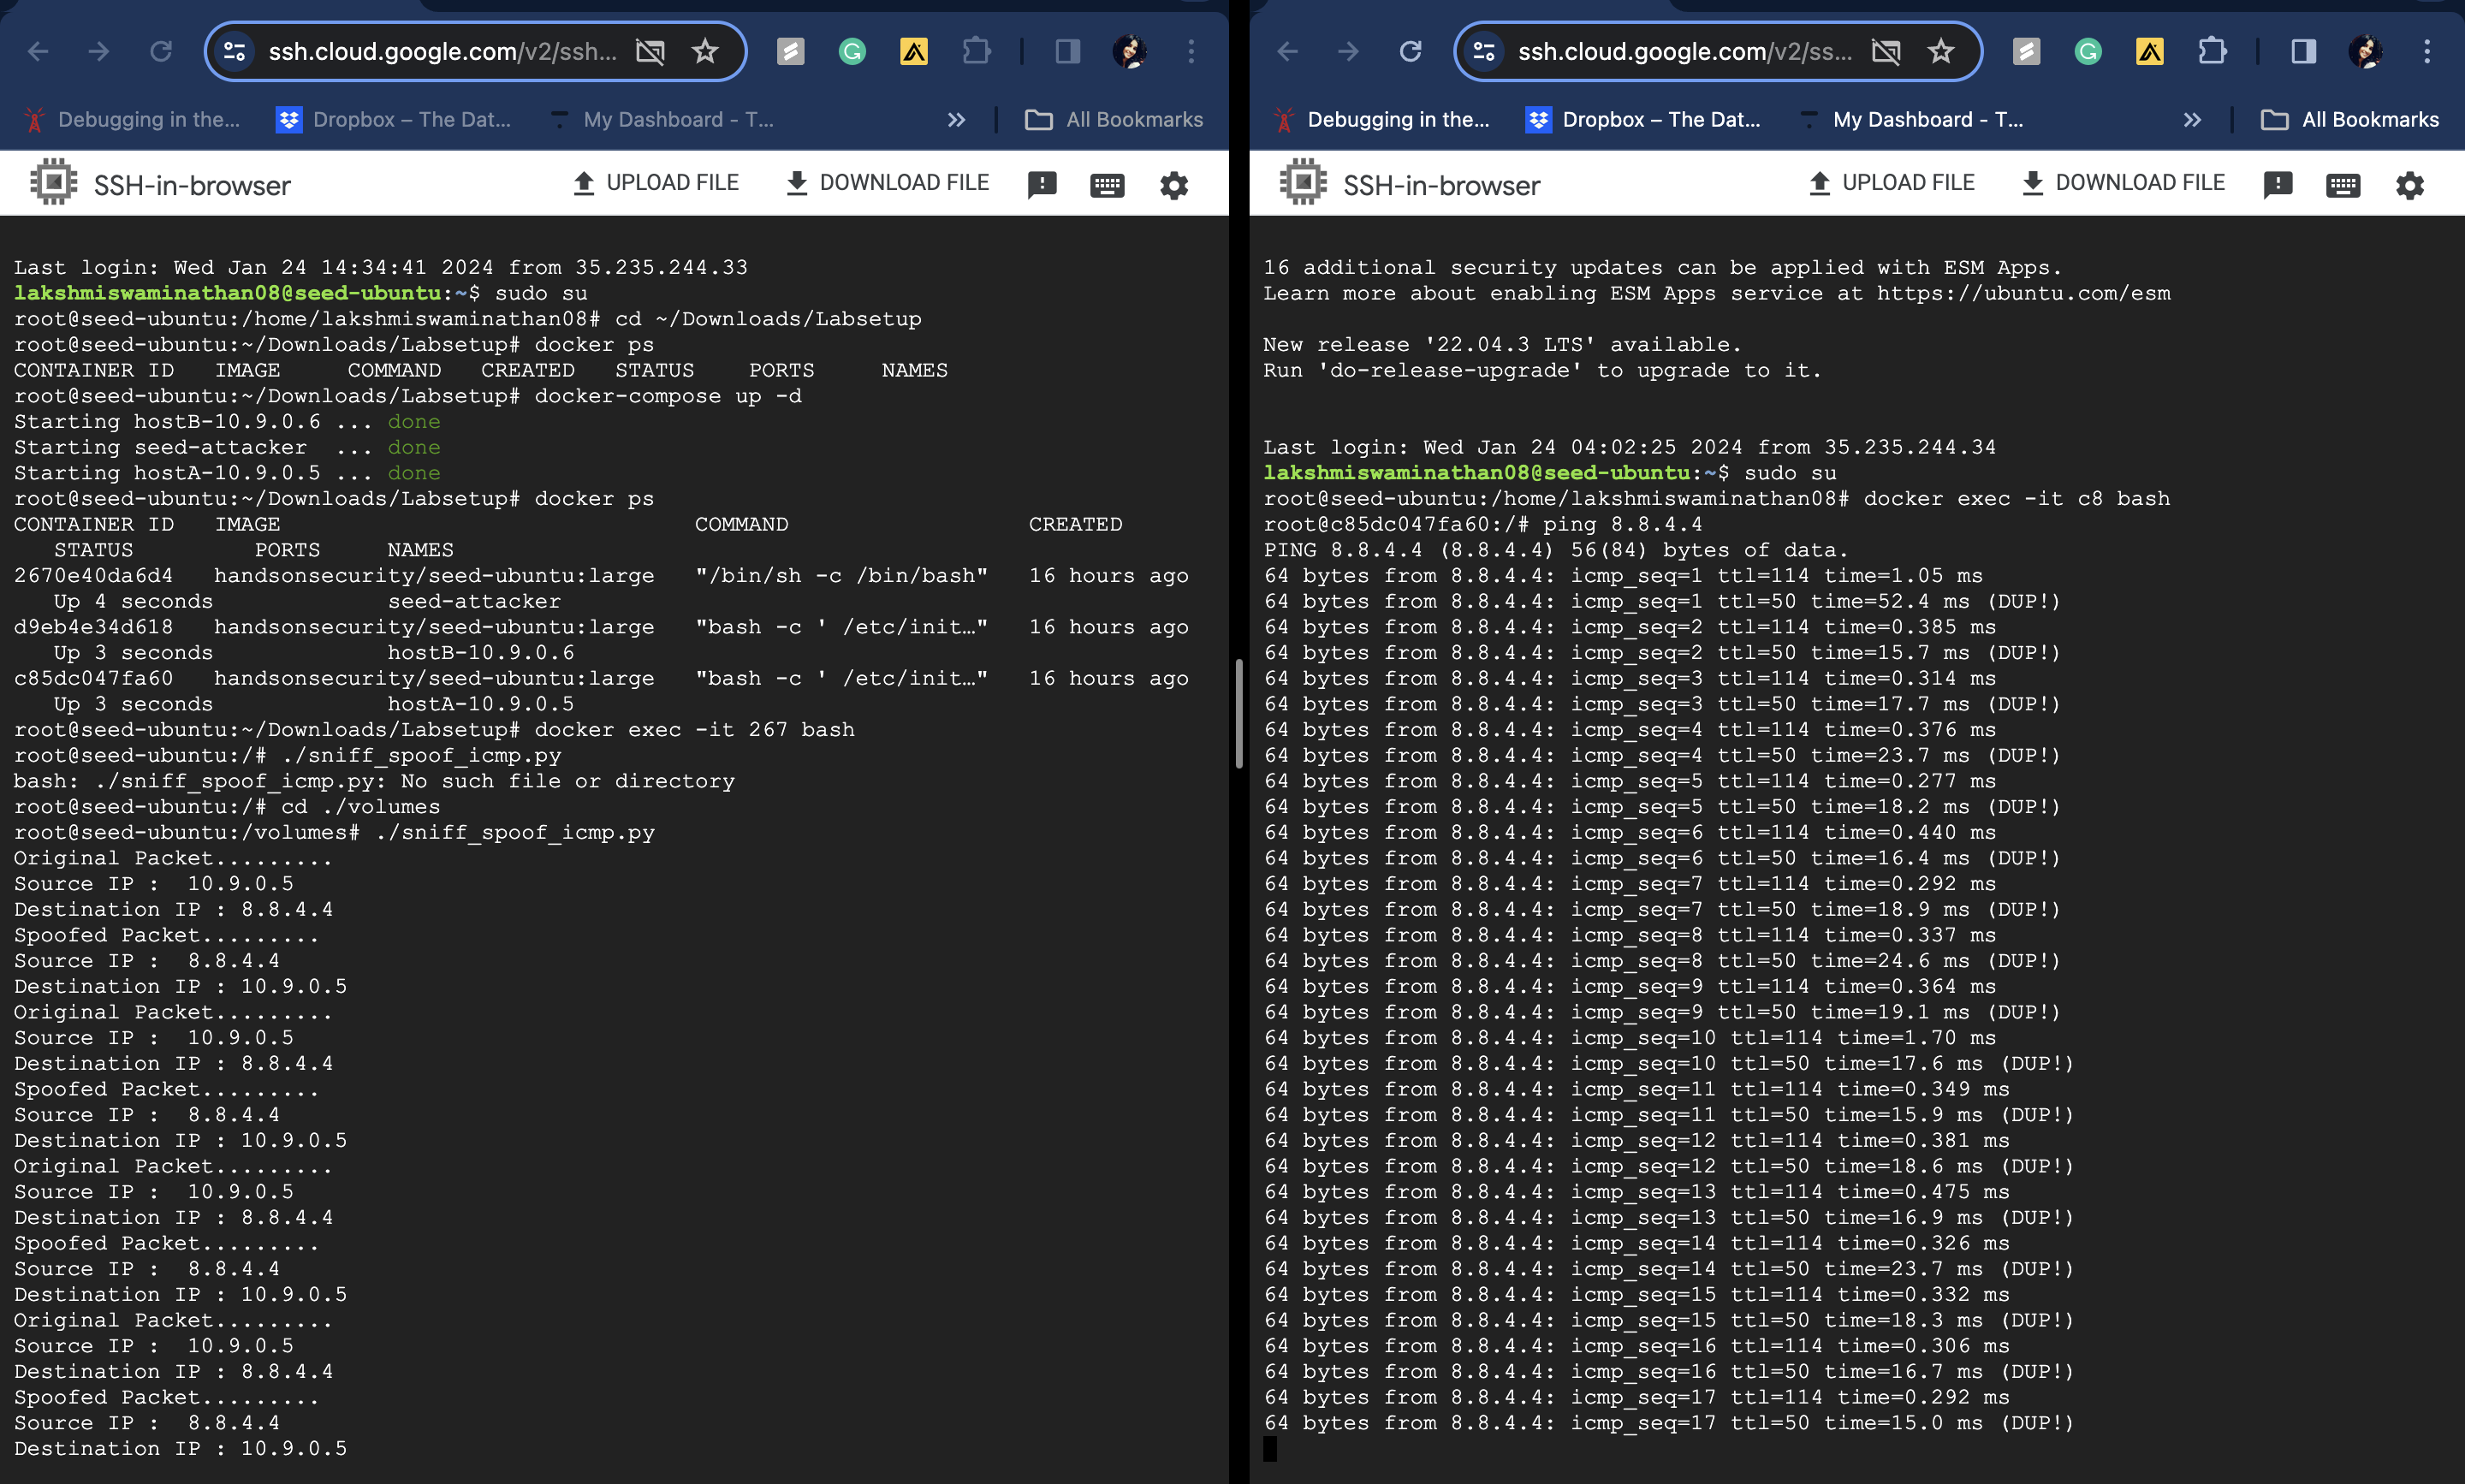 ssh.cloud.google.com/v2/ssh...
Debugging in the...
Dropbox – The Dat...
My Dashboard - T...
All Bookmarks
SSH-in-browser
UPLOAD FILE
DOWNLOAD FILE
Last login: Wed Jan 24 14:34:41 2024 from 35.235.244.33
lakshmiswaminathan08@seed-ubuntu:~$ sudo su
root@seed-ubuntu:/home/lakshmiswaminathan08# cd ~/Downloads/Labsetup
root@seed-ubuntu:~/Downloads/Labsetup# docker ps
CONTAINER ID   IMAGE     COMMAND   CREATED   STATUS    PORTS     NAMES
root@seed-ubuntu:~/Downloads/Labsetup# docker-compose up -d
Starting hostB-10.9.0.6 ... done
Starting seed-attacker  ... done
Starting hostA-10.9.0.5 ... done
root@seed-ubuntu:~/Downloads/Labsetup# docker ps
CONTAINER ID   IMAGE                               COMMAND                  CREATED
   STATUS         PORTS     NAMES
2670e40da6d4   handsonsecurity/seed-ubuntu:large   "/bin/sh -c /bin/bash"   16 hours ago
   Up 4 seconds             seed-attacker
d9eb4e34d618   handsonsecurity/seed-ubuntu:large   "bash -c ' /etc/init…"   16 hours ago
   Up 3 seconds             hostB-10.9.0.6
c85dc047fa60   handsonsecurity/seed-ubuntu:large   "bash -c ' /etc/init…"   16 hours ago
   Up 3 seconds             hostA-10.9.0.5
root@seed-ubuntu:~/Downloads/Labsetup# docker exec -it 267 bash
root@seed-ubuntu:/# ./sniff_spoof_icmp.py
bash: ./sniff_spoof_icmp.py: No such file or directory
root@seed-ubuntu:/# cd ./volumes
root@seed-ubuntu:/volumes# ./sniff_spoof_icmp.py
Original Packet.........
Source IP :  10.9.0.5
Destination IP : 8.8.4.4
Spoofed Packet.........
Source IP :  8.8.4.4
Destination IP : 10.9.0.5
Original Packet.........
Source IP :  10.9.0.5
Destination IP : 8.8.4.4
Spoofed Packet.........
Source IP :  8.8.4.4
Destination IP : 10.9.0.5
Original Packet.........
Source IP :  10.9.0.5
Destination IP : 8.8.4.4
Spoofed Packet.........
Source IP :  8.8.4.4
Destination IP : 10.9.0.5
Original Packet.........
Source IP :  10.9.0.5
Destination IP : 8.8.4.4
Spoofed Packet.........
Source IP :  8.8.4.4
Destination IP : 10.9.0.5
ssh.cloud.google.com/v2/ss...
Debugging in the...
Dropbox – The Dat...
My Dashboard - T...
All Bookmarks
SSH-in-browser
UPLOAD FILE
DOWNLOAD FILE
16 additional security updates can be applied with ESM Apps.
Learn more about enabling ESM Apps service at https://ubuntu.com/esm
New release '22.04.3 LTS' available.
Run 'do-release-upgrade' to upgrade to it.
Last login: Wed Jan 24 04:02:25 2024 from 35.235.244.34
lakshmiswaminathan08@seed-ubuntu:~$ sudo su
root@seed-ubuntu:/home/lakshmiswaminathan08# docker exec -it c8 bash
root@c85dc047fa60:/# ping 8.8.4.4
PING 8.8.4.4 (8.8.4.4) 56(84) bytes of data.
64 bytes from 8.8.4.4: icmp_seq=1 ttl=114 time=1.05 ms
64 bytes from 8.8.4.4: icmp_seq=1 ttl=50 time=52.4 ms (DUP!)
64 bytes from 8.8.4.4: icmp_seq=2 ttl=114 time=0.385 ms
64 bytes from 8.8.4.4: icmp_seq=2 ttl=50 time=15.7 ms (DUP!)
64 bytes from 8.8.4.4: icmp_seq=3 ttl=114 time=0.314 ms
64 bytes from 8.8.4.4: icmp_seq=3 ttl=50 time=17.7 ms (DUP!)
64 bytes from 8.8.4.4: icmp_seq=4 ttl=114 time=0.376 ms
64 bytes from 8.8.4.4: icmp_seq=4 ttl=50 time=23.7 ms (DUP!)
64 bytes from 8.8.4.4: icmp_seq=5 ttl=114 time=0.277 ms
64 bytes from 8.8.4.4: icmp_seq=5 ttl=50 time=18.2 ms (DUP!)
64 bytes from 8.8.4.4: icmp_seq=6 ttl=114 time=0.440 ms
64 bytes from 8.8.4.4: icmp_seq=6 ttl=50 time=16.4 ms (DUP!)
64 bytes from 8.8.4.4: icmp_seq=7 ttl=114 time=0.292 ms
64 bytes from 8.8.4.4: icmp_seq=7 ttl=50 time=18.9 ms (DUP!)
64 bytes from 8.8.4.4: icmp_seq=8 ttl=114 time=0.337 ms
64 bytes from 8.8.4.4: icmp_seq=8 ttl=50 time=24.6 ms (DUP!)
64 bytes from 8.8.4.4: icmp_seq=9 ttl=114 time=0.364 ms
64 bytes from 8.8.4.4: icmp_seq=9 ttl=50 time=19.1 ms (DUP!)
64 bytes from 8.8.4.4: icmp_seq=10 ttl=114 time=1.70 ms
64 bytes from 8.8.4.4: icmp_seq=10 ttl=50 time=17.6 ms (DUP!)
64 bytes from 8.8.4.4: icmp_seq=11 ttl=114 time=0.349 ms
64 bytes from 8.8.4.4: icmp_seq=11 ttl=50 time=15.9 ms (DUP!)
64 bytes from 8.8.4.4: icmp_seq=12 ttl=114 time=0.381 ms
64 bytes from 8.8.4.4: icmp_seq=12 ttl=50 time=18.6 ms (DUP!)
64 bytes from 8.8.4.4: icmp_seq=13 ttl=114 time=0.475 ms
64 bytes from 8.8.4.4: icmp_seq=13 ttl=50 time=16.9 ms (DUP!)
64 bytes from 8.8.4.4: icmp_seq=14 ttl=114 time=0.326 ms
64 bytes from 8.8.4.4: icmp_seq=14 ttl=50 time=23.7 ms (DUP!)
64 bytes from 8.8.4.4: icmp_seq=15 ttl=114 time=0.332 ms
64 bytes from 8.8.4.4: icmp_seq=15 ttl=50 time=18.3 ms (DUP!)
64 bytes from 8.8.4.4: icmp_seq=16 ttl=114 time=0.306 ms
64 bytes from 8.8.4.4: icmp_seq=16 ttl=50 time=16.7 ms (DUP!)
64 bytes from 8.8.4.4: icmp_seq=17 ttl=114 time=0.292 ms
64 bytes from 8.8.4.4: icmp_seq=17 ttl=50 time=15.0 ms (DUP!)